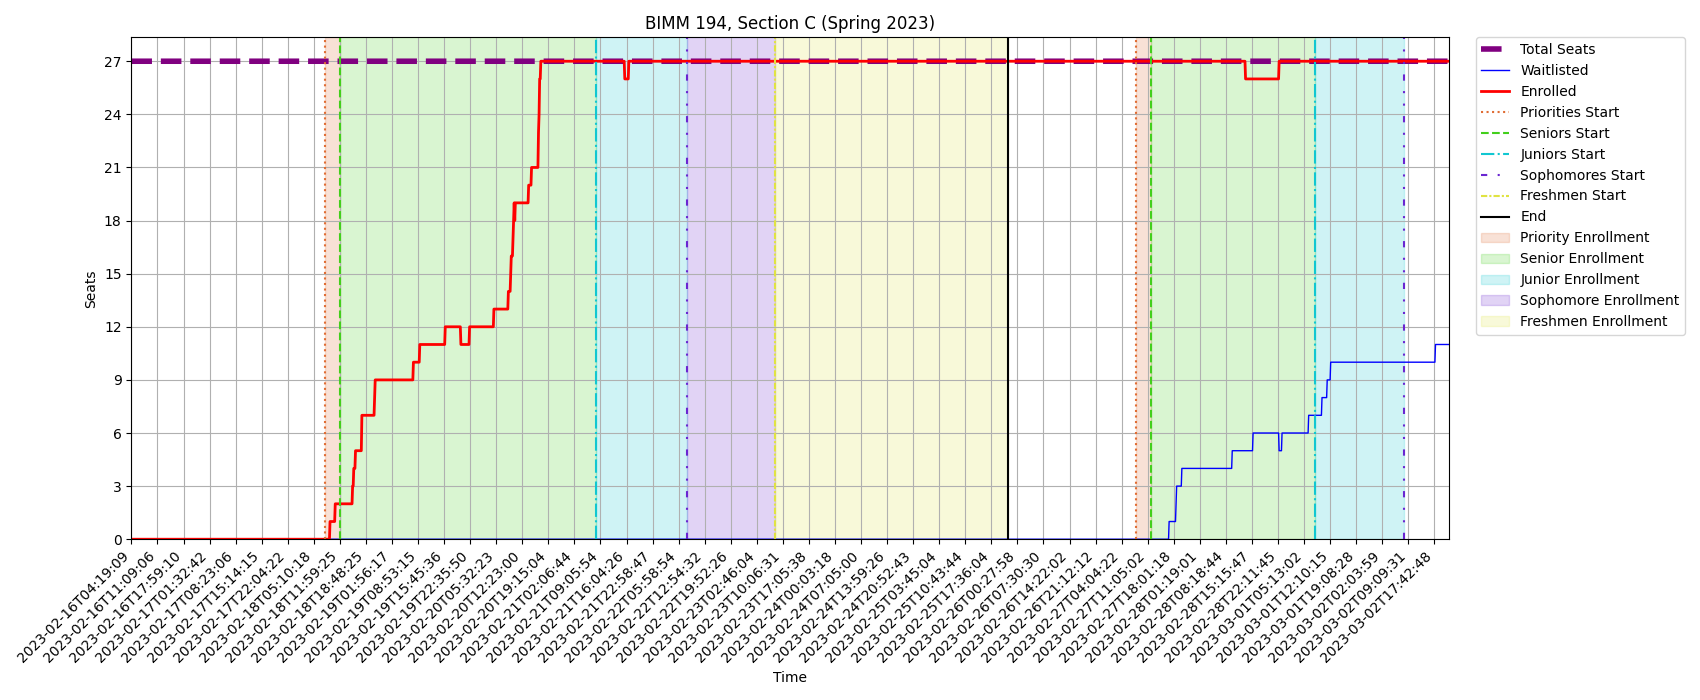 BIMM 194, Section C (Spring 2023)
Total Seats
Waitlisted
Enrolled
Priorities Start
Seniors Start
Juniors Start
Sophomores Start
Freshmen Start
End
Priority Enrollment
Senior Enrollment
Junior Enrollment
Sophomore Enrollment
Freshmen Enrollment
Seats
27
24
21
18
15
12
9
6
3
0
2023-02-16T04:19:09
2023-02-16T11:09:06
2023-02-16T17:59:10
2023-02-17T01:32:42
2023-02-17T08:23:06
2023-02-17T15:14:15
2023-02-17T22:04:22
2023-02-18T05:10:18
2023-02-18T11:59:25
2023-02-18T18:48:25
2023-02-19T01:56:17
2023-02-19T08:53:15
2023-02-19T15:45:36
2023-02-19T22:35:50
2023-02-20T05:32:23
2023-02-20T12:23:00
2023-02-20T19:15:04
2023-02-21T02:06:44
2023-02-21T09:05:54
2023-02-21T16:04:26
2023-02-21T22:58:47
2023-02-22T05:58:54
2023-02-22T12:54:32
2023-02-22T19:52:26
2023-02-23T02:46:04
2023-02-23T10:06:31
2023-02-23T17:05:38
2023-02-24T00:03:18
2023-02-24T07:05:00
2023-02-24T13:59:26
2023-02-24T20:52:43
2023-02-25T03:45:04
2023-02-25T10:43:44
2023-02-25T17:36:04
2023-02-26T00:27:58
2023-02-26T07:30:30
2023-02-26T14:22:02
2023-02-26T21:12:12
2023-02-27T04:04:22
2023-02-27T11:05:02
2023-02-27T18:01:18
2023-02-28T01:19:01
2023-02-28T08:18:44
2023-02-28T15:15:47
2023-02-28T22:11:45
2023-03-01T05:13:02
2023-03-01T12:10:15
2023-03-01T19:08:28
2023-03-02T02:03:59
2023-03-02T09:09:31
2023-03-02T17:42:48
Time